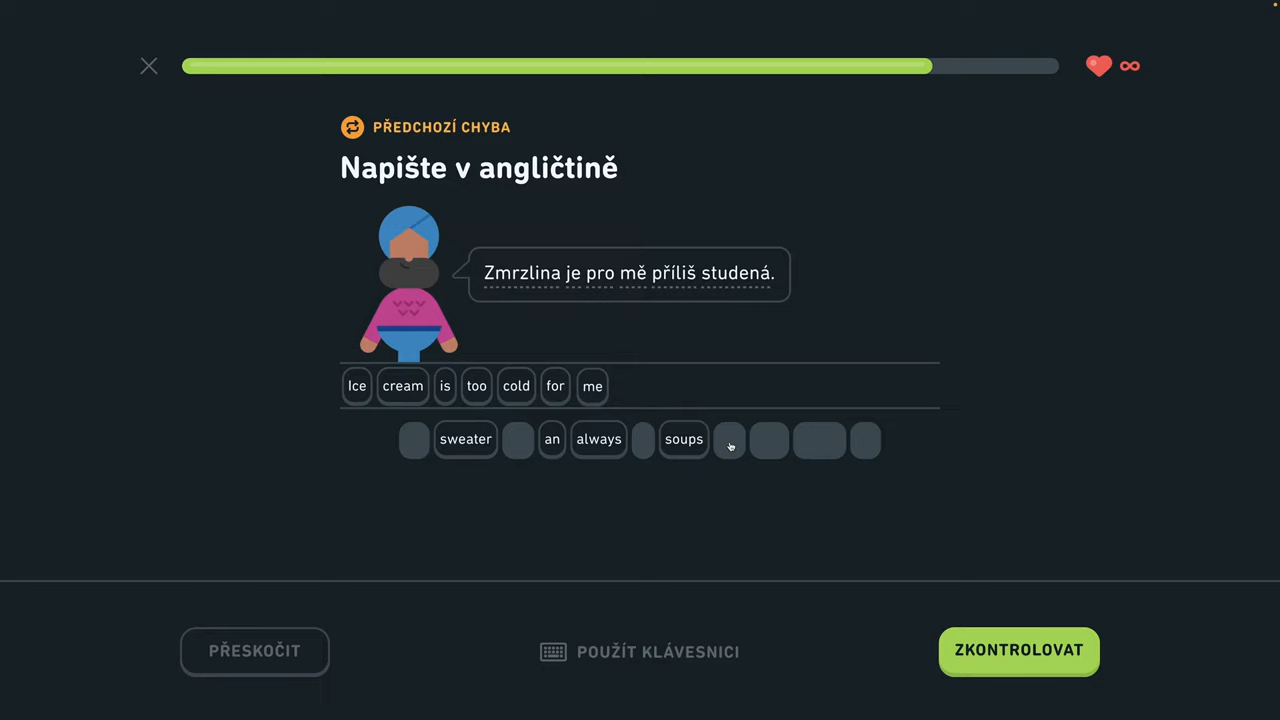 ∞
PŘEDCHOZÍ CHYBA
Napište v angličtině
Zmrzlina je pro mě příliš studená.
Ice cream is too cold for me
sweater an always soups
PŘESKOČIT
POUŽÍT KLÁVESNICI
ZKONTROLOVAT